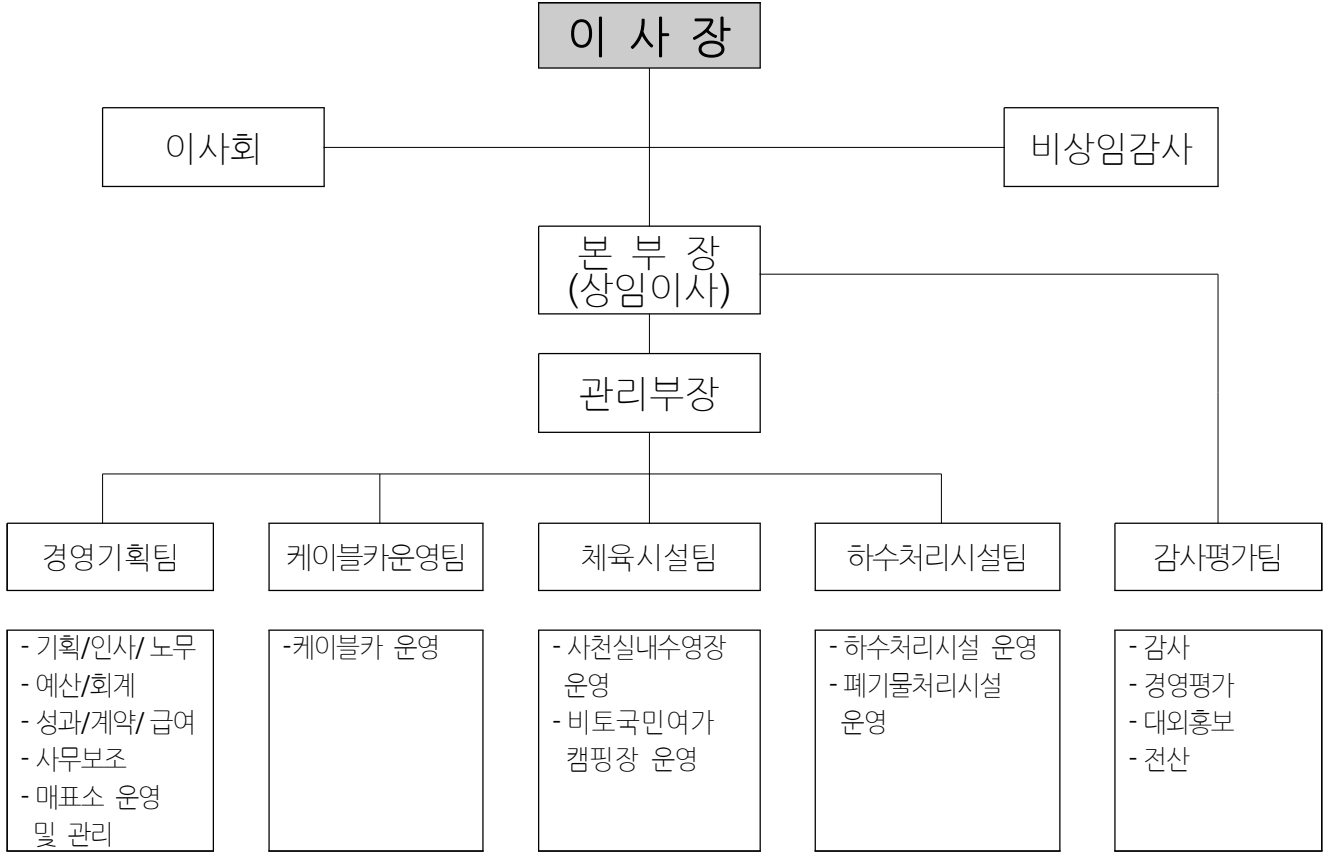 이 사 장
이사회
비상임감사
본 부 장
(상임이사)
관리부장
경영기획팀
케이블카운영팀
체육시설팀
하수처리시설팀
감사평가팀
- 기획/인사/ 노무
- 예산/회계
- 성과/계약/ 급여
- 사무보조
- 매표소 운영
및 관리
-케이블카 운영
- 사천실내수영장
운영
- 비토국민여가
캠핑장 운영
- 하수처리시설 운영
- 폐기물처리시설
운영
- 감사
- 경영평가
- 대외홍보
- 전산